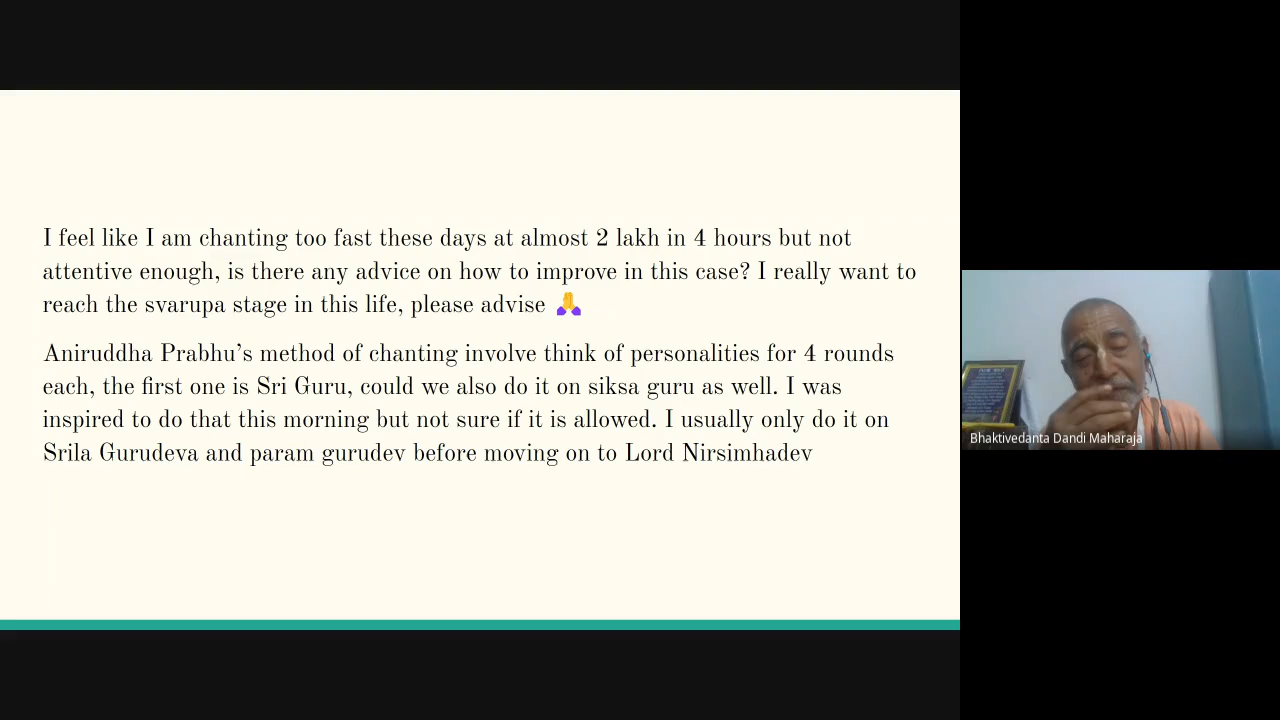 I feel like I am chanting too fast these days at almost 2 lakh in 4 hours but not
attentive enough, is there any advice on how to improve in this case? I really want to
reach the svarupa stage in this life, please advise 🙏
Aniruddha Prabhu’s method of chanting involve think of personalities for 4 rounds
each, the first one is Sri Guru, could we also do it on siksa guru as well. I was
inspired to do that this morning but not sure if it is allowed. I usually only do it on
Srila Gurudeva and param gurudev before moving on to Lord Nirsimhadev
Bhaktivedanta Dandi Maharaja